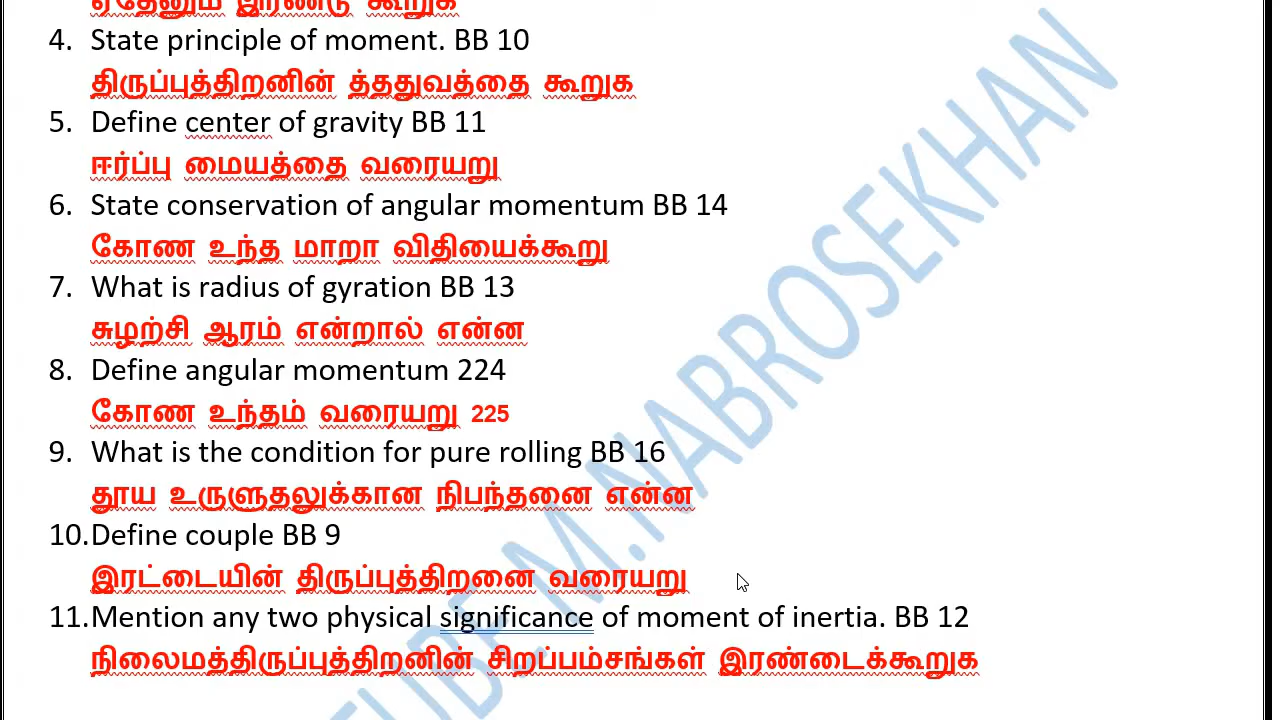 ஏதேனும் இரண்டு கூறுக
4. State principle of moment. BB 10
திருப்புத்திறனின் த்ததுவத்தை கூறுக
5. Define center of gravity BB 11
ஈர்ப்பு மையத்தை வரையறு
6. State conservation of angular momentum BB 14
கோண உந்த மாறா விதியைக்கூறு
7. What is radius of gyration BB 13
சுழற்சி ஆரம் என்றால் என்ன
8. Define angular momentum 224
கோண உந்தம் வரையறு 225
9. What is the condition for pure rolling BB 16
தூய உருளுதலுக்கான நிபந்தனை என்ன
10.Define couple BB 9
இரட்டையின் திருப்புத்திறனை வரையறு
11.Mention any two physical significance of moment of inertia. BB 12
நிலைமத்திருப்புத்திறனின் சிறப்பம்சங்கள் இரண்டைக்கூறுக
M.NABROSEKHAN